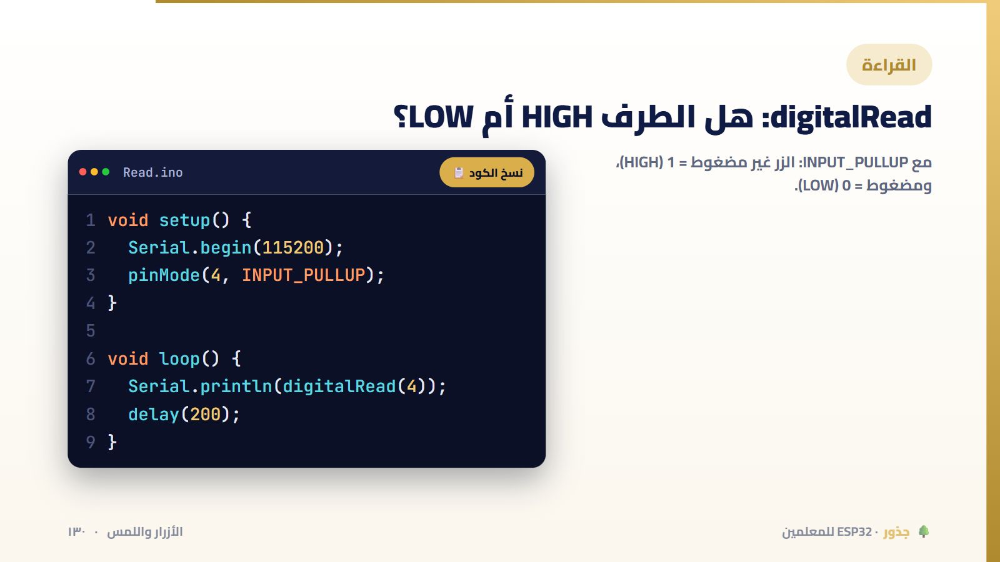 القراءة
digitalRead: هل الطرف HIGH أم LOW؟
مع INPUT_PULLUP: الزر غير مضغوط = 1 (HIGH)،
ومضغوط = 0 (LOW).
Read.ino
نسخ الكود 📋
1 void setup() {
2   Serial.begin(115200);
3   pinMode(4, INPUT_PULLUP);
4 }
5
6 void loop() {
7   Serial.println(digitalRead(4));
8   delay(200);
9 }
🌳 جذور · ESP32 للمعلمين
الأزرار واللمس · ١٣٠